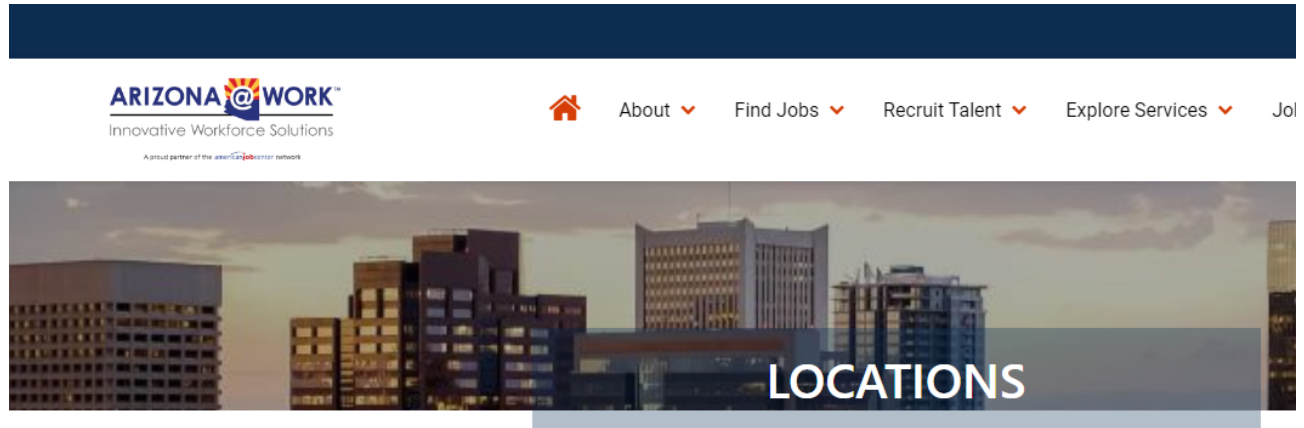 ARIZONA@WORK™
Innovative Workforce Solutions
A proud partner of the americanjobcenter network
About
Find Jobs
Recruit Talent
Explore Services
LOCATIONS